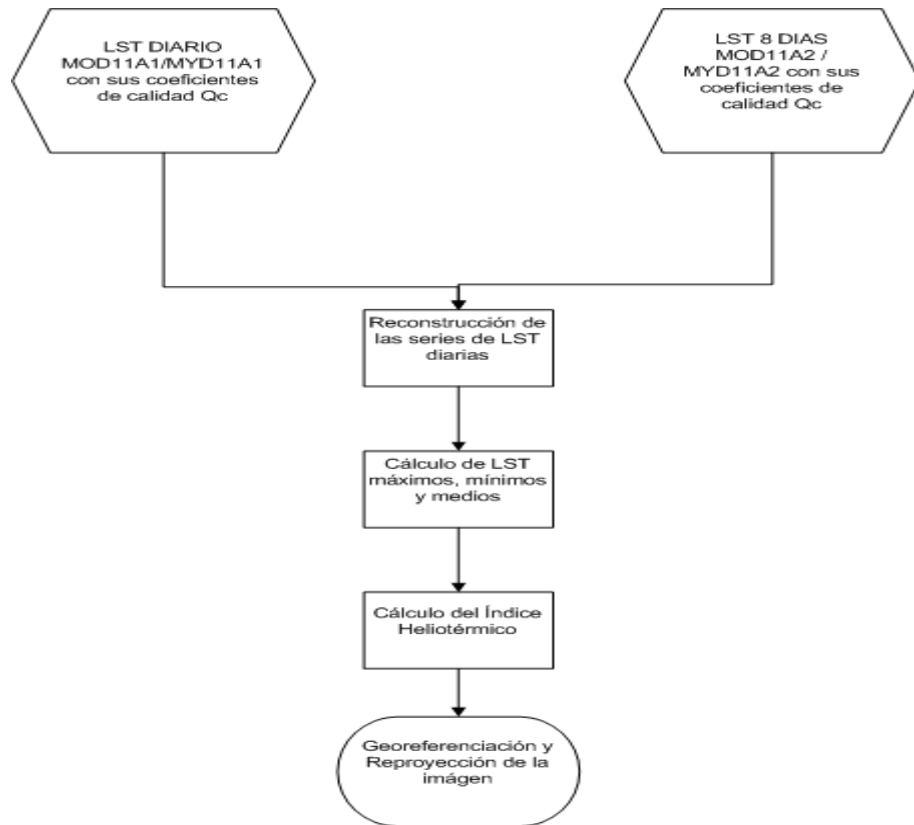 LST DIARIO
MOD11A1/MYD11A1
con sus coeficientes
de calidad Qc
LST 8 DIAS
MOD11A2 /
MYD11A2 con sus
coeficientes de
calidad Qc
Reconstrucción de
las series de LST
diarias
Cálculo de LST
máximos, mínimos
y medios
Cálculo del Índice
Heliotérmico
Georeferenciación y
Reproyección de la
imágen